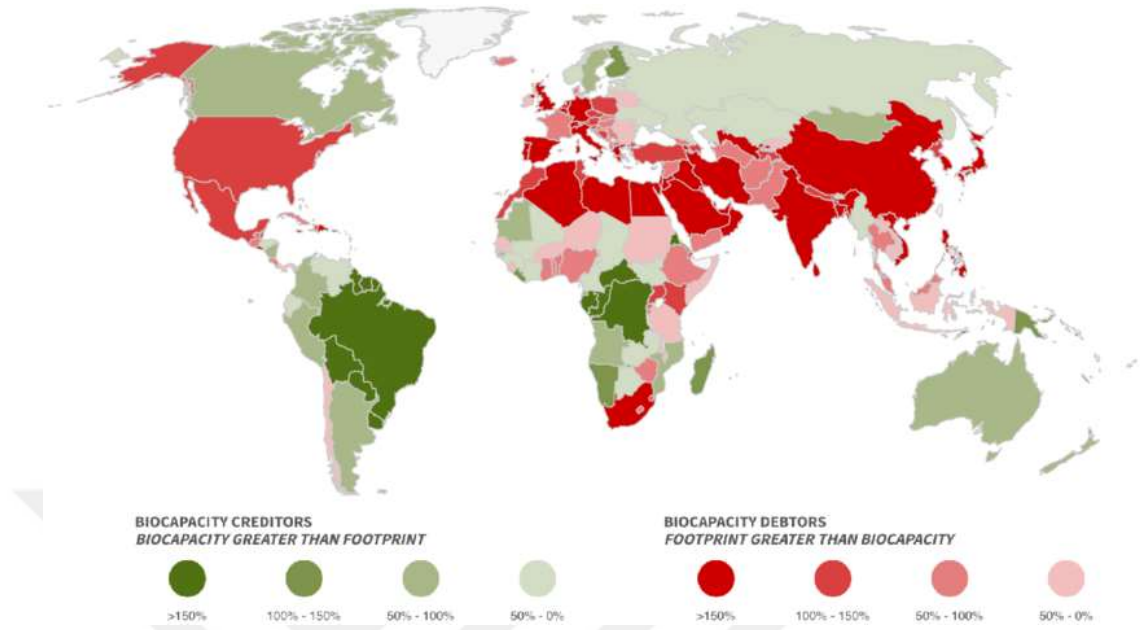 BIOCAPACITY CREDITORS
BIOCAPACITY GREATER THAN FOOTPRINT
>150%
100% - 150%
50% - 100%
50% - 0%
BIOCAPACITY DEBTORS
FOOTPRINT GREATER THAN BIOCAPACITY
>150%
100% - 150%
50% - 100%
50% - 0%